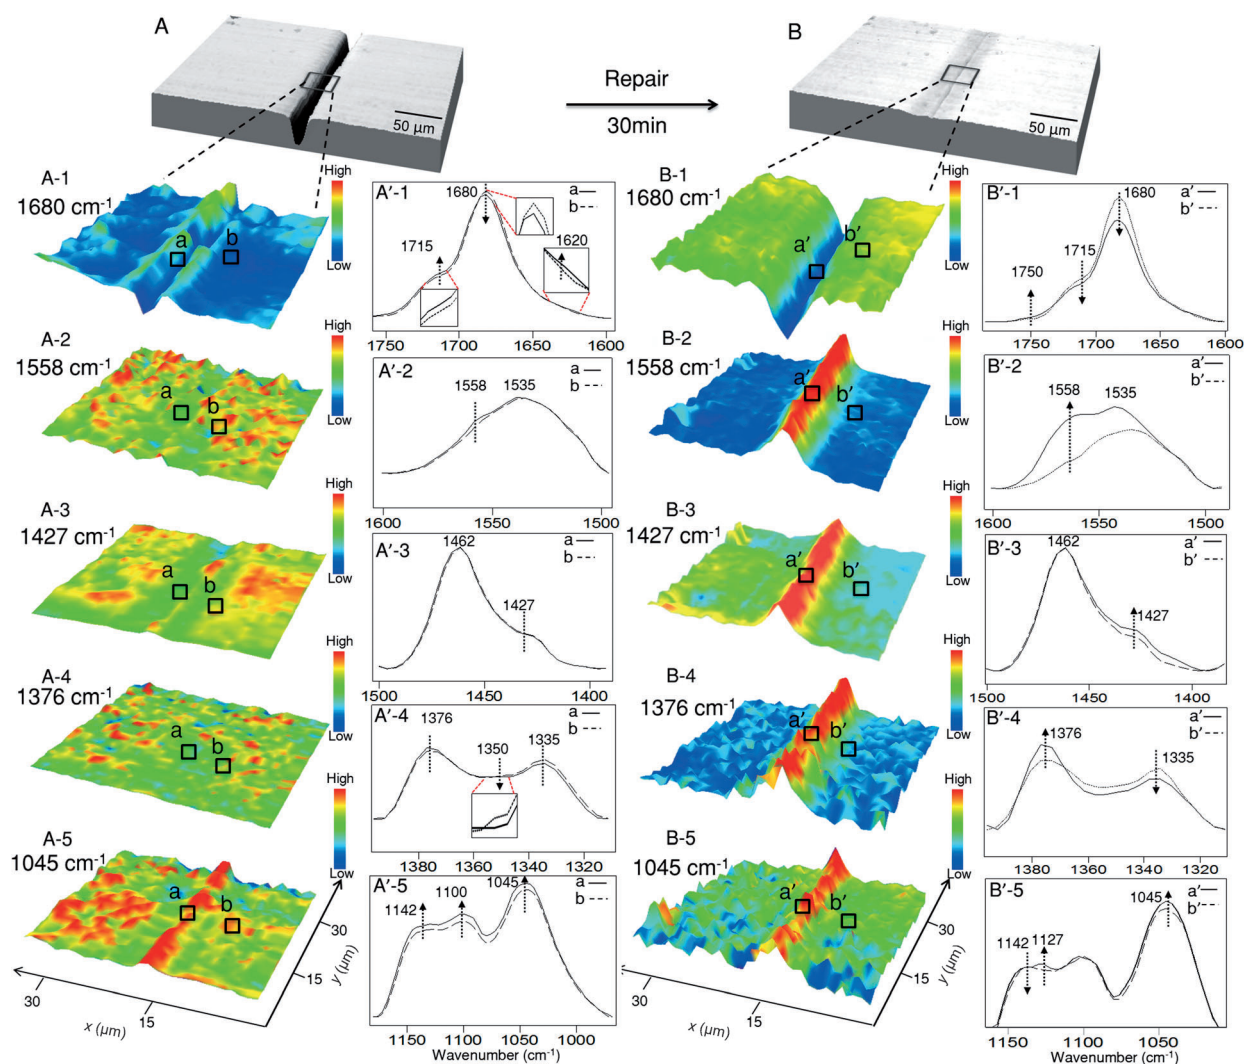 A
50 µm
Repair
30min
B
50 µm
A-1
1680 cm-1
High
Low
a
b
A'-1
1680
a
b
1715
1620
1750
1700
1650
1600
B-1
1680 cm-1
High
Low
a'
b'
B'-1
1680
a'
b'
1715
1750
1750
1700
1650
1600
A-2
1558 cm-1
High
Low
a
b
A'-2
1558
1535
a
b
1600
1550
1500
B-2
1558 cm-1
High
Low
a'
b'
B'-2
1558
1535
a'
b'
1600
1550
1500
A-3
1427 cm-1
High
Low
a
b
A'-3
1462
a
b
1427
1500
1450
1400
B-3
1427 cm-1
High
Low
a'
b'
B'-3
1462
a'
b'
1427
1500
1450
1400
A-4
1376 cm-1
High
Low
a
b
A'-4
1376
1350
1335
a
b
1380
1360
1340
1320
B-4
1376 cm-1
High
Low
a'
b'
B'-4
1376
1335
a'
b'
1380
1360
1340
1320
A-5
1045 cm-1
High
Low
a
b
30
15
x (µm)
15
30
y (µm)
A'-5
1142
1100
1045
a
b
1150
1100
1050
1000
Wavenumber (cm-1)
B-5
1045 cm-1
High
Low
a'
b'
30
15
x (µm)
15
30
y (µm)
B'-5
1142
1127
1045
a'
b'
1150
1100
1050
Wavenumber (cm-1)